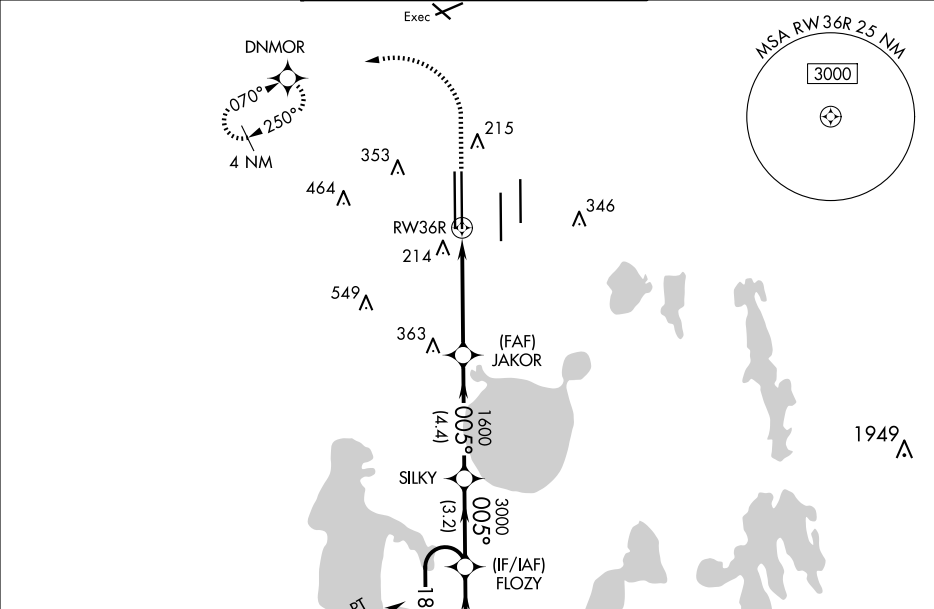 Exec
MSA RW36R 25 NM
3000
DNMOR
070°
250°
4 NM
215
353
464
346
RW36R
214
549
363
(FAF)
JAKOR
1600
005°
(4.4)
1949
SILKY
3000
005°
(3.2)
(IF/IAF)
FLOZY
18
PT